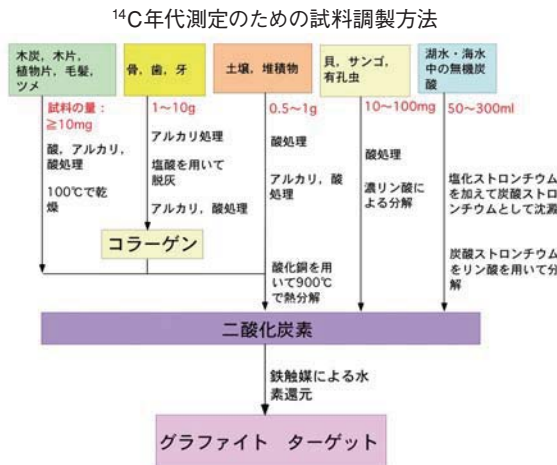 ¹⁴C年代測定のための試料調製方法
木炭，木片，
植物片，毛髪，
ツメ
骨，歯，牙
土壌，堆積物
貝，サンゴ，
有孔虫
湖水・海水
中の無機炭
酸
試料の量：
≧10mg
1～10g
0.5～1g
10～100mg
50～300ml
酸，アルカリ，
酸処理
100℃で乾
燥
アルカリ処理
塩酸を用いて
脱灰
アルカリ，酸処理
コラーゲン
酸処理
アルカリ，酸
処理
酸化銅を用
いて900℃
で熱分解
酸処理
濃リン酸
による分解
塩化ストロンチウム
を加えて炭酸ストロ
ンチウムとして沈澱
炭酸ストロンチウム
をリン酸を用いて分
解
二酸化炭素
鉄触媒による水
素還元
グラファイト　ターゲット